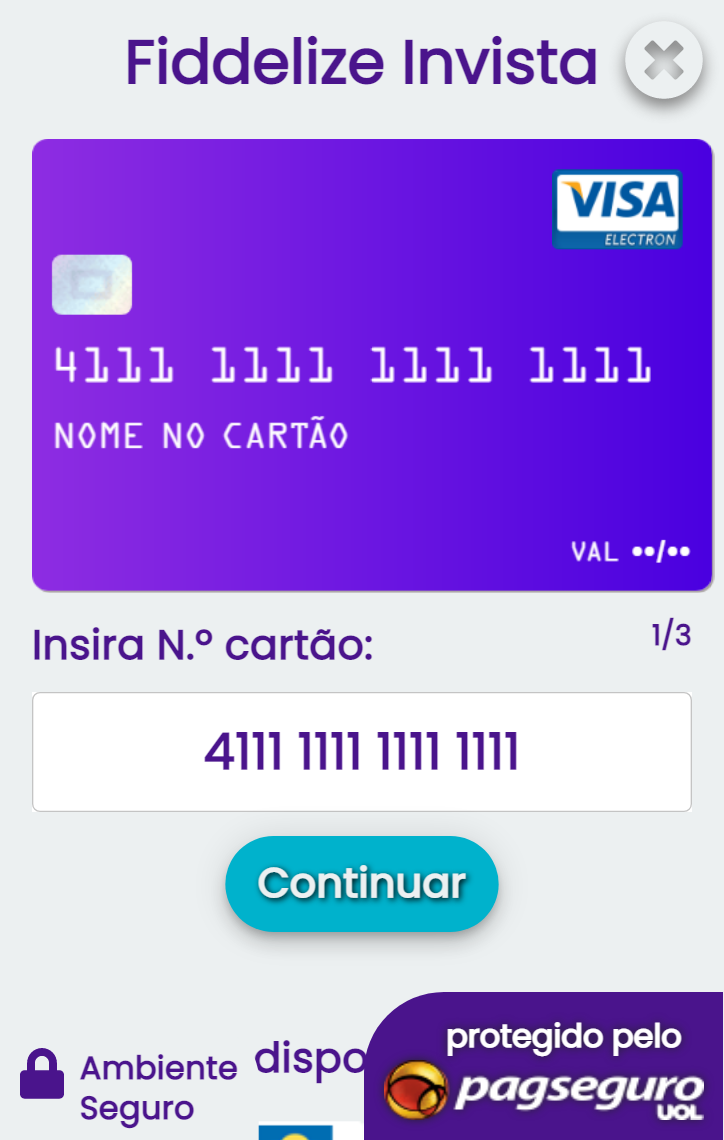 Fiddelize Invista
VISA
ELECTRON
4111 1111 1111 1111
NOME NO CARTÃO
VAL ••/••
Insira N.º cartão:
1/3
4111 1111 1111 1111
Continuar
Ambiente
Seguro
dispo
protegido pelo
pagseguro
UOL